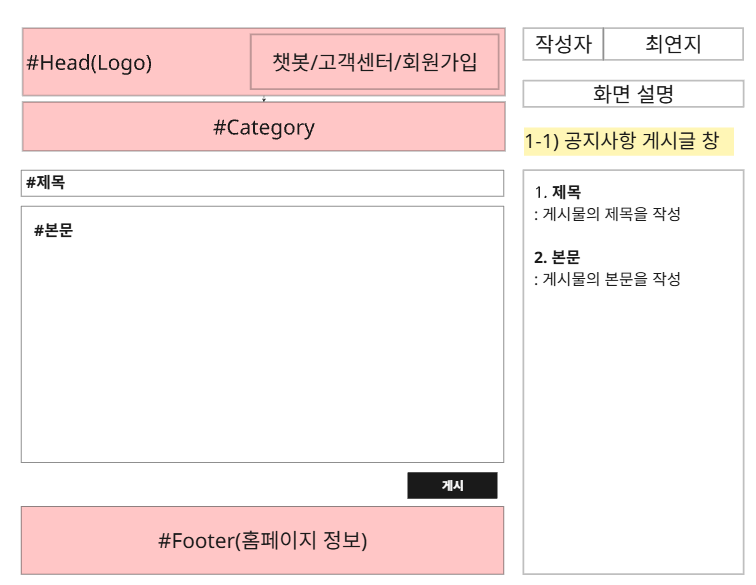 #Head(Logo)
챗봇/고객센터/회원가입
#Category
#제목
#본문
게시
#Footer(홈페이지 정보)
작성자
최연지
화면 설명
1-1) 공지사항 게시글 창
1. 제목
: 게시물의 제목을 작성
2. 본문
: 게시물의 본문을 작성